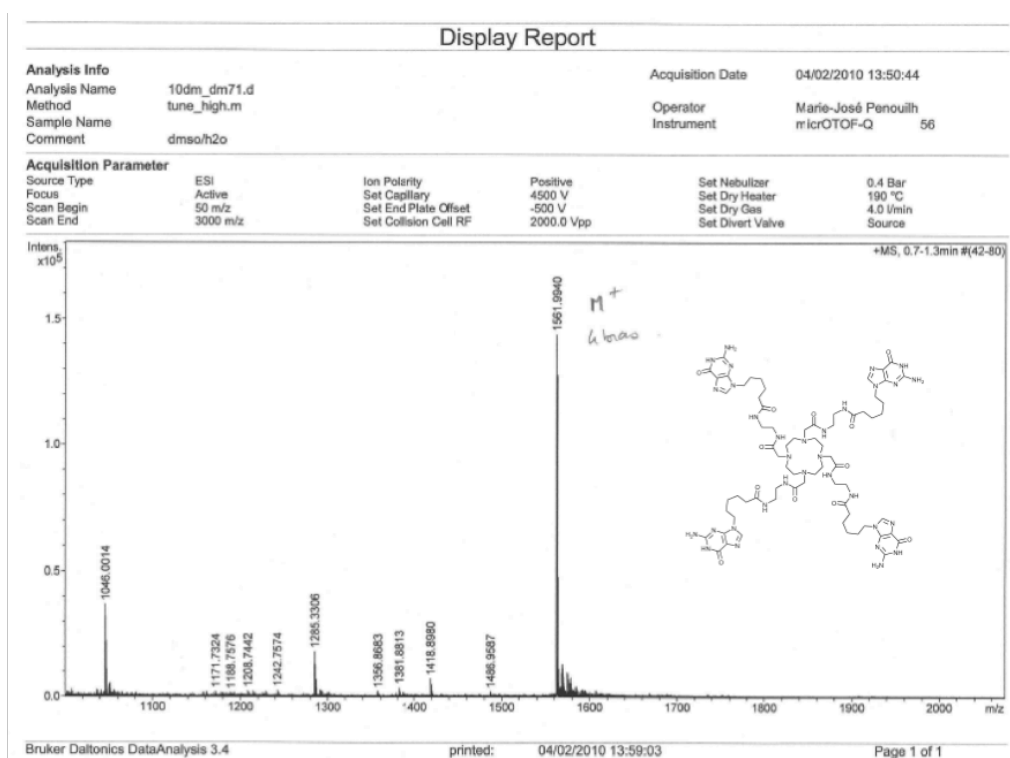 Display Report
Analysis Info
Acquisition Date 04/02/2010 13:50:44
Analysis Name 10dm_dm71.d
Method tune_high.m
Operator Marie-José Penouilh
Sample Name
Instrument micrOTOF-Q 56
Comment dmso/h2o
Acquisition Parameter
Source Type ESI Ion Polarity Positive Set Nebulizer 0.4 Bar
Focus Active Set Capillary 4500 V Set Dry Heater 190 °C
Scan Begin 50 m/z Set End Plate Offset -500 V Set Dry Gas 4.0 l/min
Scan End 3000 m/z Set Collision Cell RF 2000.0 Vpp Set Divert Valve Source
Intens.
x105
+MS, 0.7-1.3min #(42-80)
1561.9940
M+
4 bras
1.5
1.0
0.5
0.0
1046.0014
1171.7324
1188.7576
1208.7442
1242.7574
1285.3306
1356.8683
1381.8813
1418.8980
1486.9587
1100 1200 1300 1400 1500 1600 1700 1800 1900 2000 m/z
Bruker Daltonics DataAnalysis 3.4 printed: 04/02/2010 13:59:03 Page 1 of 1